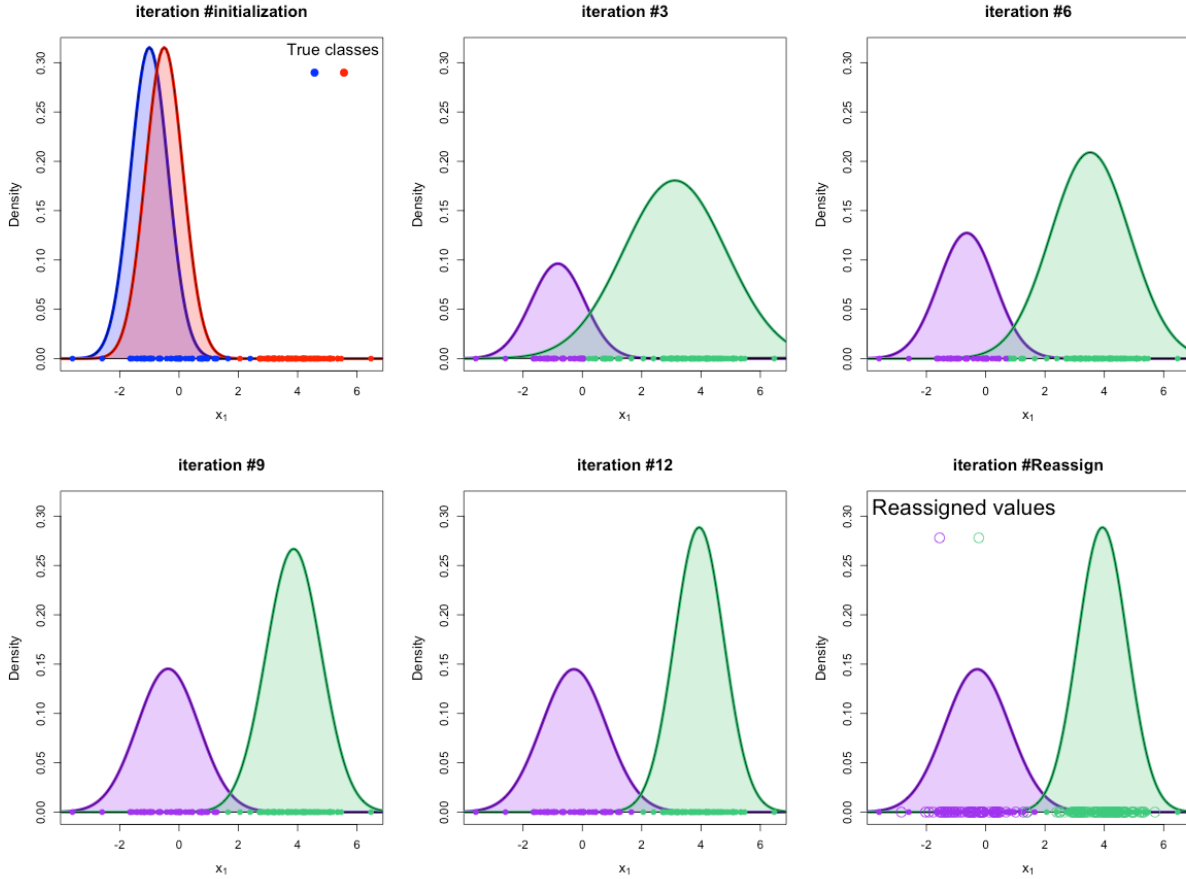 iteration #initialization
True classes
Density
0.00 0.05 0.10 0.15 0.20 0.25 0.30
-2 0 2 4 6
x₁
iteration #3
Density
0.00 0.05 0.10 0.15 0.20 0.25 0.30
-2 0 2 4 6
x₁
iteration #6
Density
0.00 0.05 0.10 0.15 0.20 0.25 0.30
-2 0 2 4 6
x₁
iteration #9
Density
0.00 0.05 0.10 0.15 0.20 0.25 0.30
-2 0 2 4 6
x₁
iteration #12
Density
0.00 0.05 0.10 0.15 0.20 0.25 0.30
-2 0 2 4 6
x₁
iteration #Reassign
Reassigned values
Density
0.00 0.05 0.10 0.15 0.20 0.25 0.30
-2 0 2 4 6
x₁